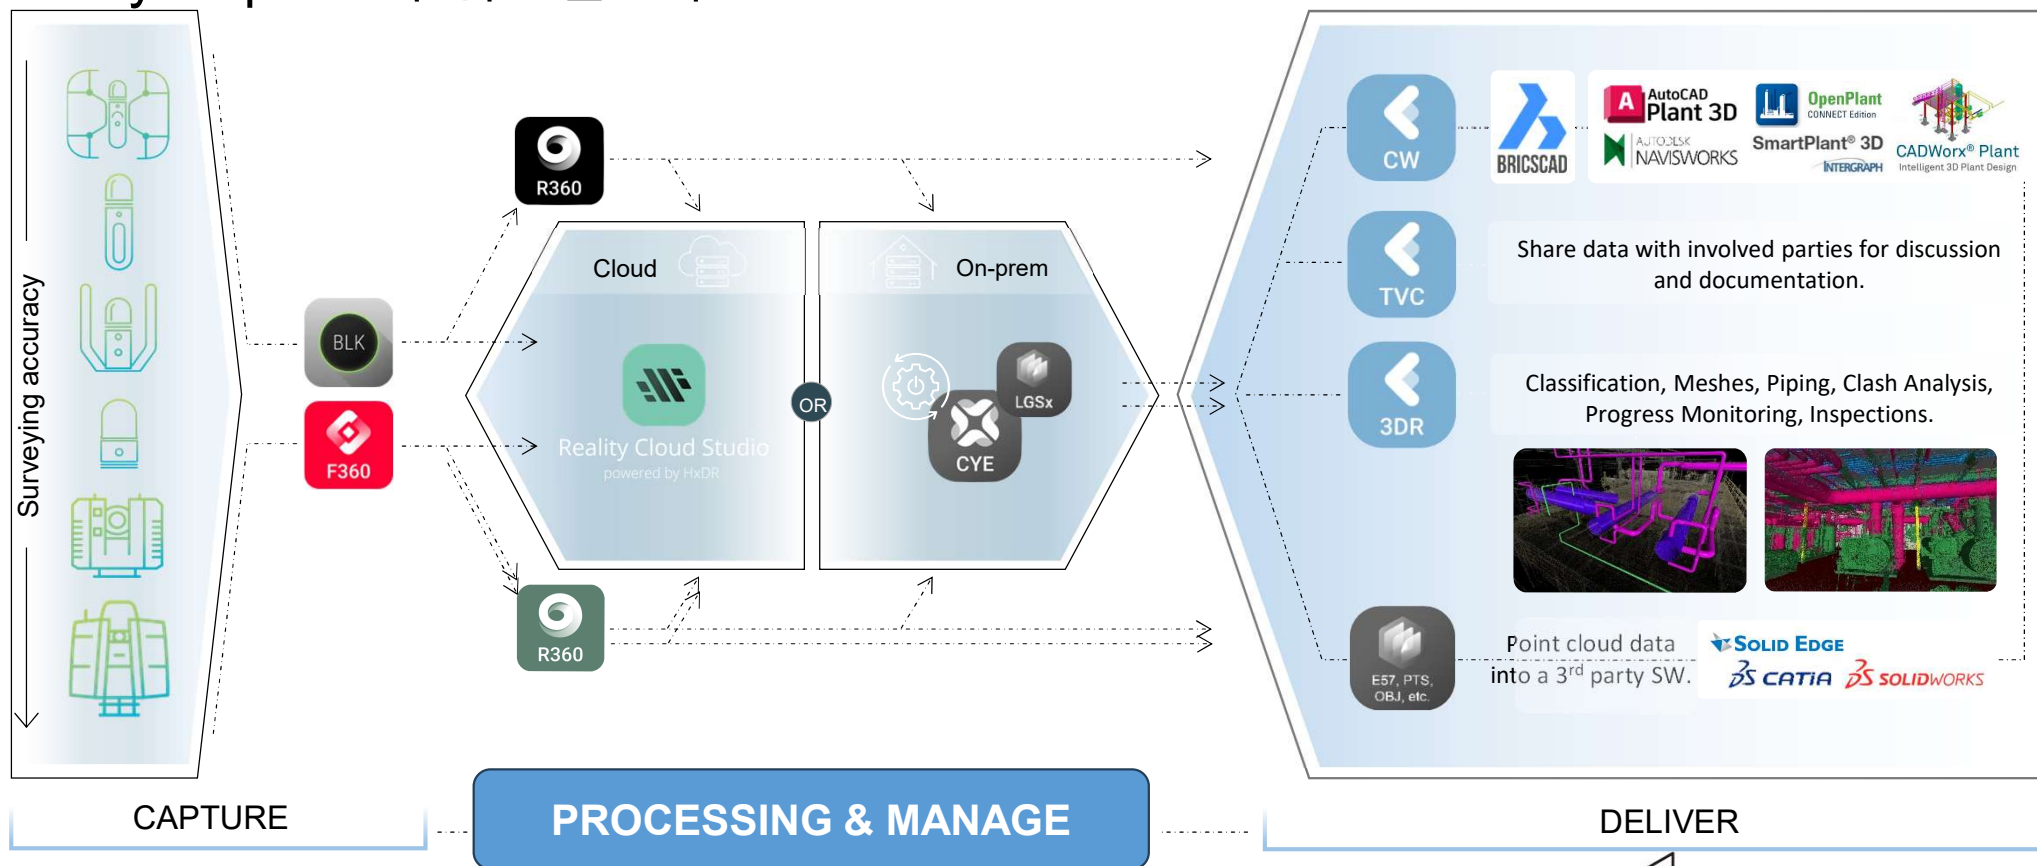 Surveying accuracy
BLK
F360
R360
R360
Cloud
On-prem
Reality Cloud Studio
powered by HxDR
OR
LGSx
CYE
CW
BRICSCAD
A AutoCAD
Plant 3D
AUTODESK
NAVISWORKS
OpenPlant
CONNECT Edition
SmartPlant® 3D
INTERGRAPH
CADWorx® Plant
Intelligent 3D Plant Design
TVC
Share data with involved parties for discussion
and documentation.
3DR
Classification, Meshes, Piping, Clash Analysis,
Progress Monitoring, Inspections.
E57, PTS,
OBJ, etc.
Point cloud data
into a 3rd party SW.
SOLID EDGE
CATIA
SOLIDWORKS
CAPTURE
PROCESSING & MANAGE
DELIVER